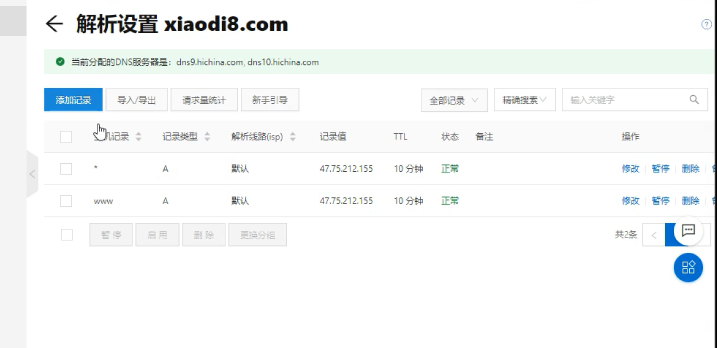 解析设置 xiaodi8.com
当前分配的DNS服务器是：dns9.hichina.com, dns10.hichina.com
添加记录 导入/导出 请求量统计 新手引导 全部记录 精确搜索 输入关键字
机记录 记录类型 解析线路(isp) 记录值 TTL 状态 备注 操作
* A 默认 47.75.212.155 10 分钟 正常 修改 暂停 删除
www A 默认 47.75.212.155 10 分钟 正常 修改 暂停 删除
暂停 启用 删除 更换分组 共2条